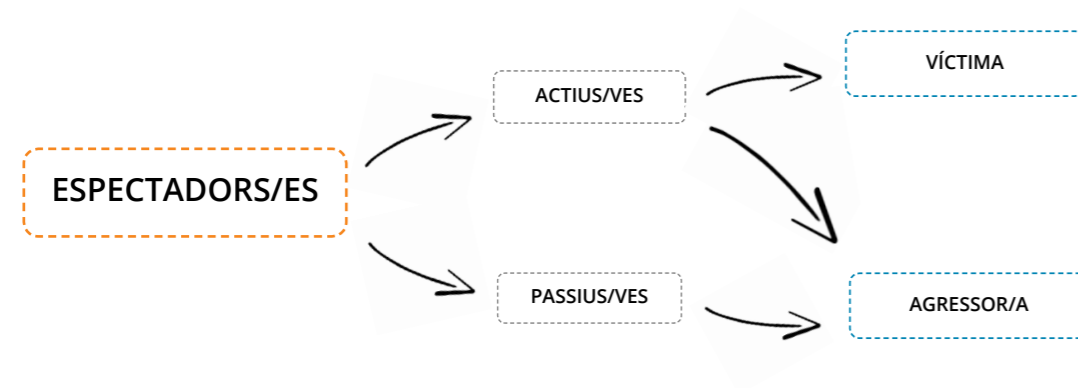 ESPECTADORS/ES
ACTIUS/VES
PASSIUS/VES
VÍCTIMA
AGRESSOR/A